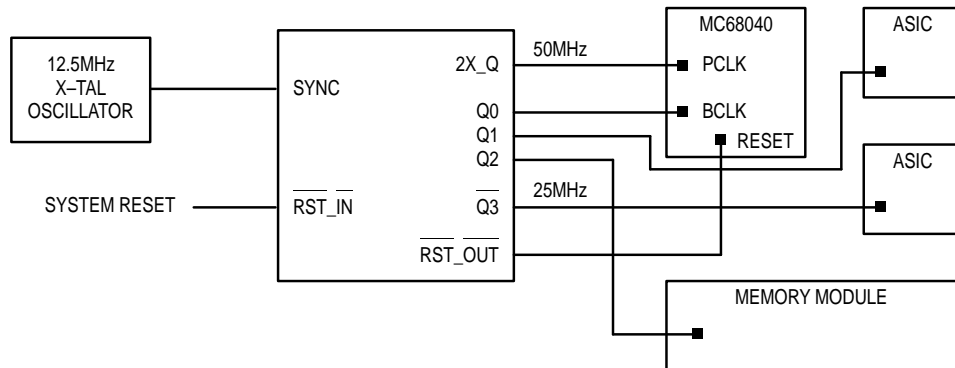 MC68040
ASIC
12.5MHz
X–TAL
OSCILLATOR
SYNC
2X_Q
50MHz
PCLK
Q0
BCLK
Q1
RESET
Q2
ASIC
SYSTEM RESET
RST_IN
Q3
25MHz
RST_OUT
MEMORY MODULE